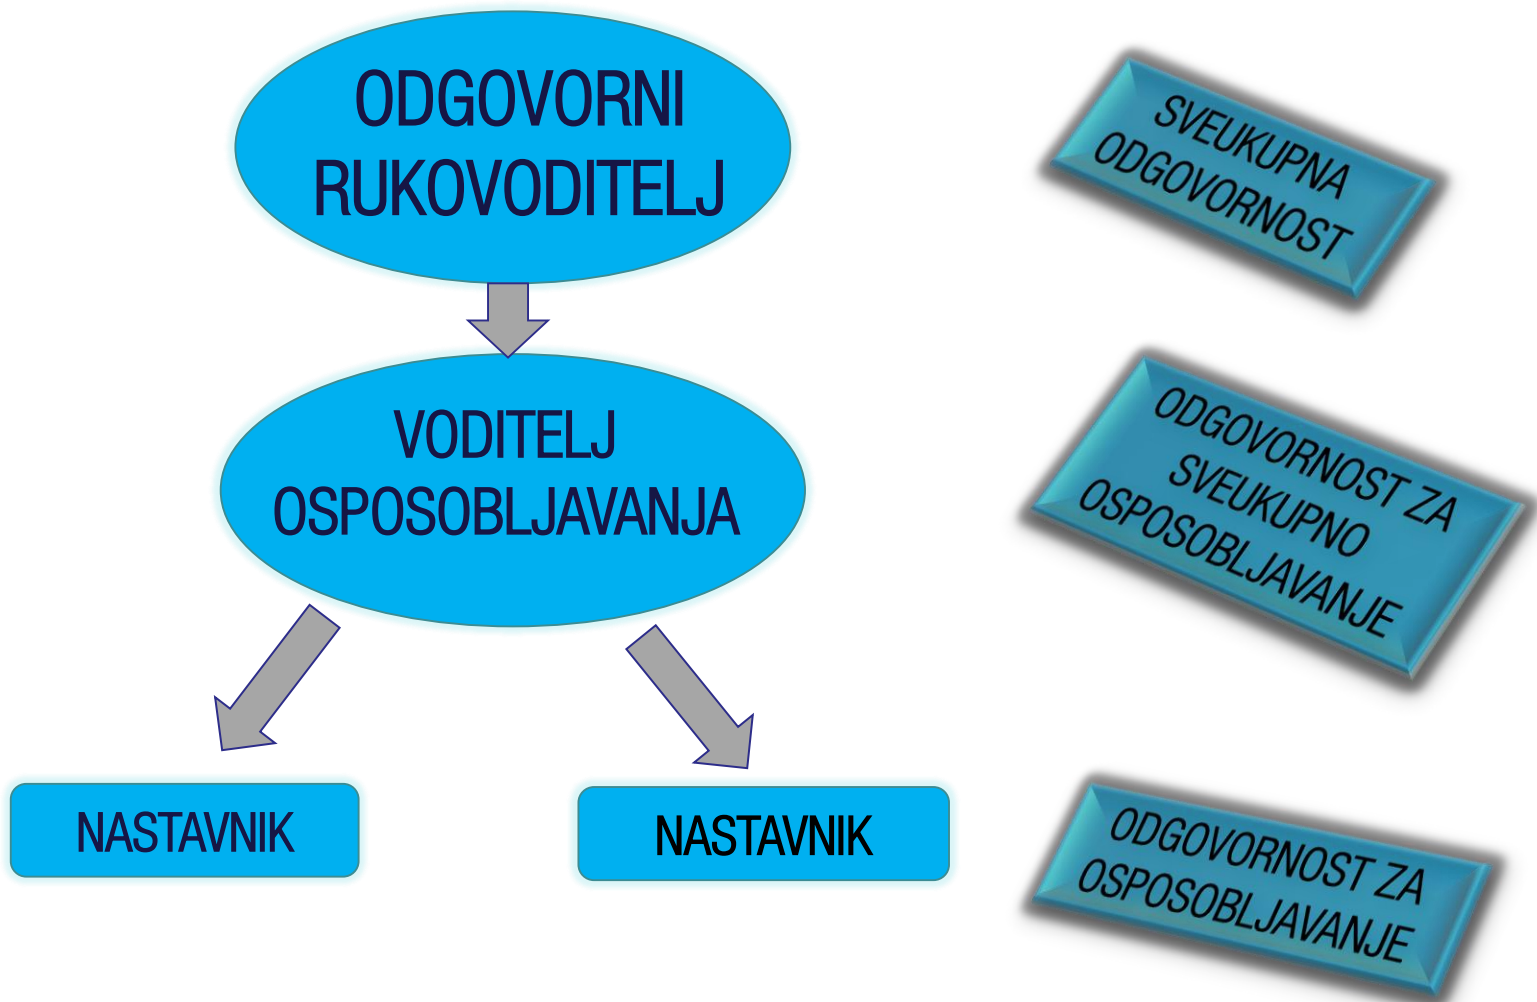 ODGOVORNI
RUKOVODITELJ
SVEUKUPNA
ODGOVORNOST
VODITELJ
OSPOSOBLJAVANJA
ODGOVORNOST ZA
SVEUKUPNO
OSPOSOBLJAVANJE
NASTAVNIK
NASTAVNIK
ODGOVORNOST ZA
OSPOSOBLJAVANJE